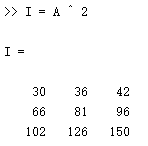 >> I = A ^ 2
I =
30 36 42
66 81 96
102 126 150